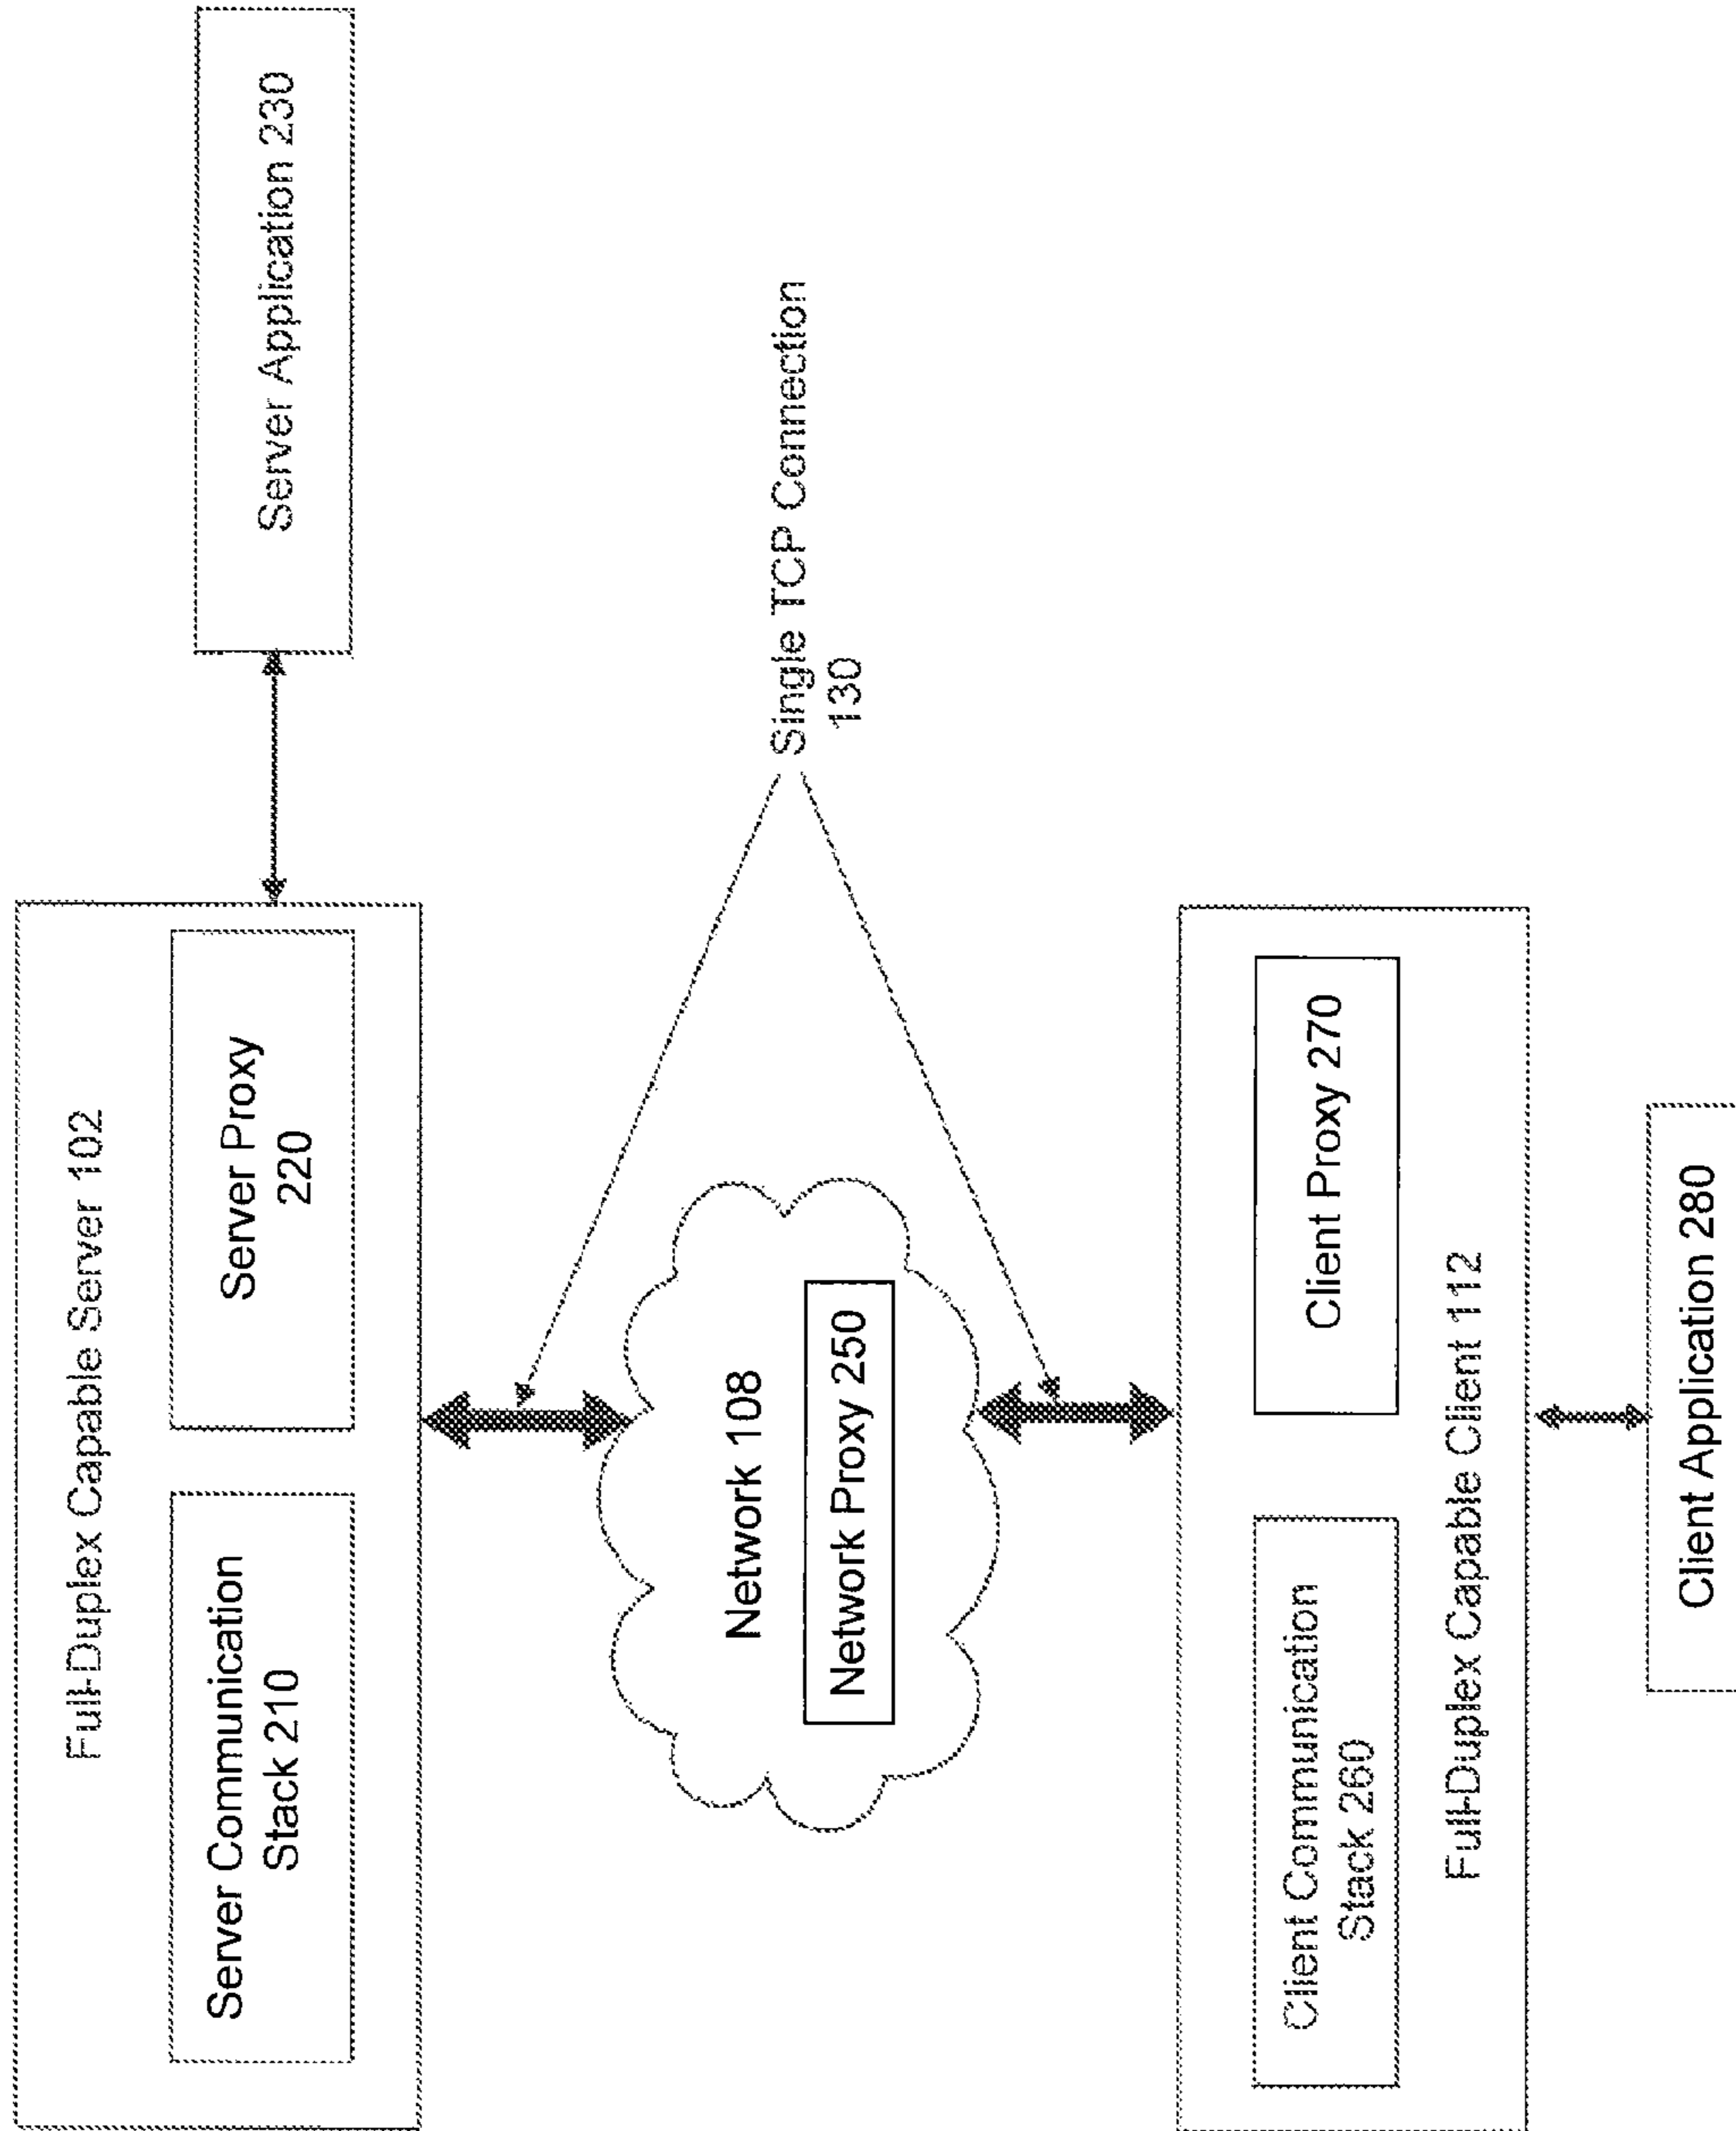 Full-Duplex Capable Server 102
Server Communication
Stack 210
Server Proxy
220
Server Application 230
Single TCP Connection
130
Network 108
Network Proxy 250
Client Communication
Stack 260
Client Proxy 270
Full-Duplex Capable Client 112
Client Application 280